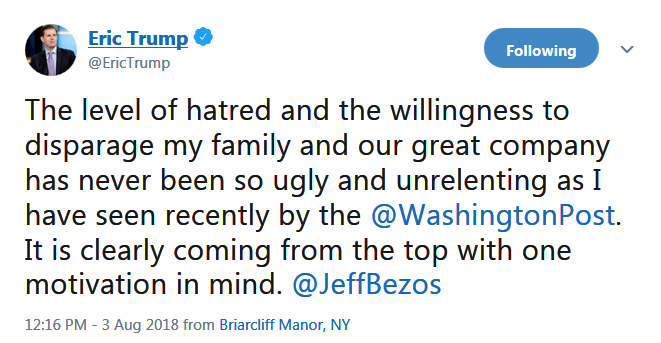 Eric Trump
@EricTrump
Following
The level of hatred and the willingness to
disparage my family and our great company
has never been so ugly and unrelenting as I
have seen recently by the @WashingtonPost.
It is clearly coming from the top with one
motivation in mind. @JeffBezos
12:16 PM - 3 Aug 2018 from Briarcliff Manor, NY